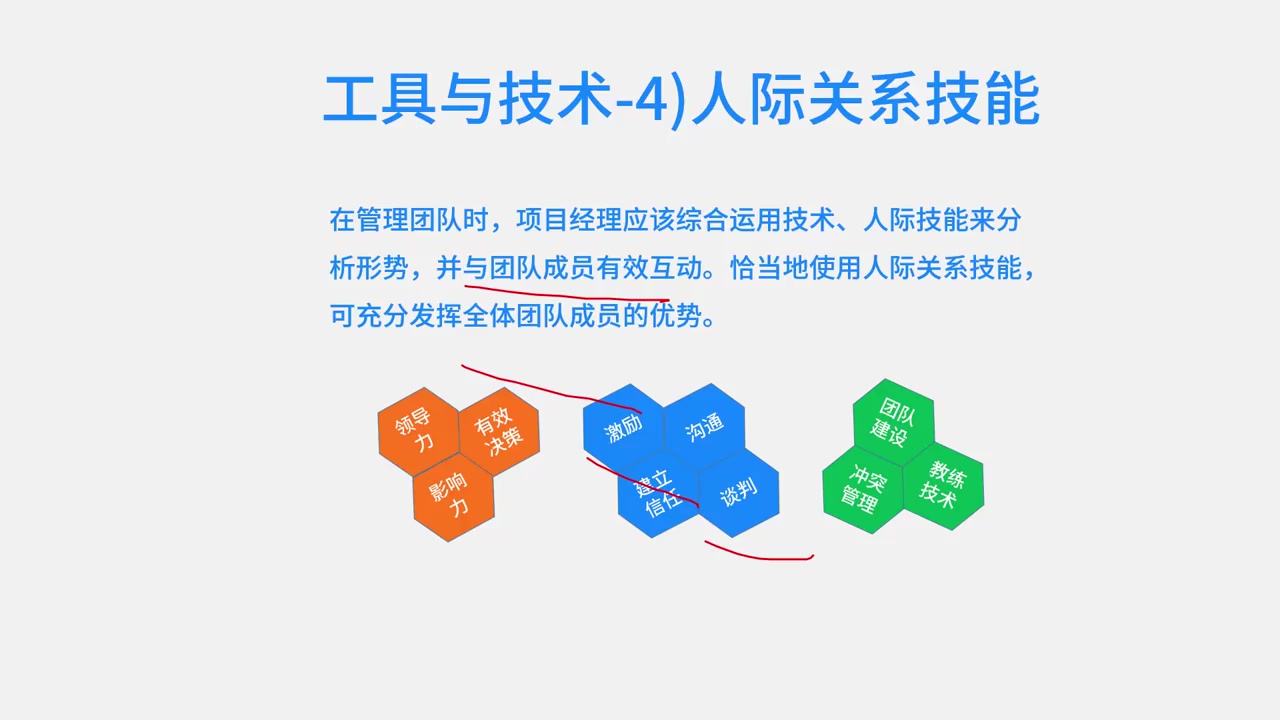 工具与技术-4)人际关系技能
在管理团队时，项目经理应该综合运用技术、人际技能来分
析形势，并与团队成员有效互动。恰当地使用人际关系技能，
可充分发挥全体团队成员的优势。
领导
力
有效
决策
影响
力
激励
沟通
建立
信任
谈判
团队
建设
冲突
管理
教练
技术